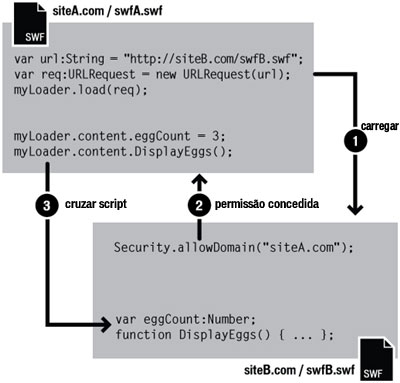 siteA.com / swfA.swf
SWF
var url:String = "http://siteB.com/swfB.swf";
var req:URLRequest = new URLRequest(url);
myLoader.load(req);
myLoader.content.eggCount = 3;
myLoader.content.DisplayEggs();
carregar
1
3 cruzar script
2 permissão concedida
Security.allowDomain("siteA.com");
var eggCount:Number;
function DisplayEggs() { ... };
SWF
siteB.com / swfB.swf